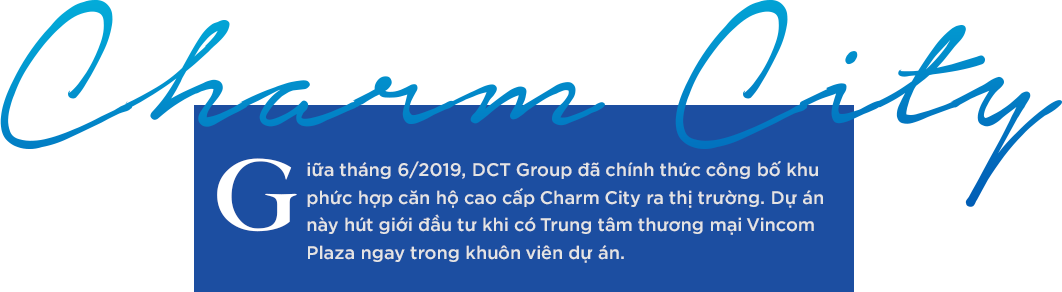 Charm City
Giữa tháng 6/2019, DCT Group đã chính thức công bố khu
phức hợp căn hộ cao cấp Charm City ra thị trường. Dự án
này hút giới đầu tư khi có Trung tâm thương mại Vincom
Plaza ngay trong khuôn viên dự án.